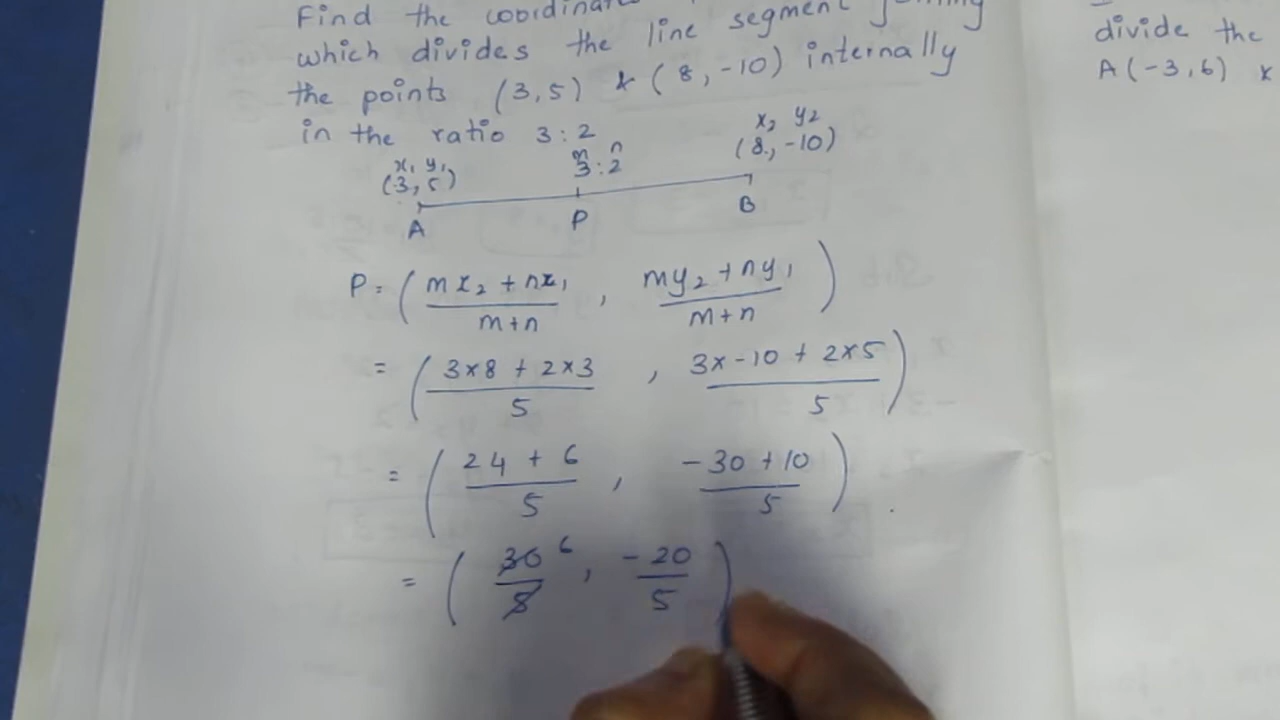 Find the coordinat
which divides the line segment joining
the points (3,5) & (8,-10) internally
in the ratio 3:2
x₁ y₁ m n x₂ y₂
(3,5) 3:2 (8,-10)
A P B
P = ( mx₂ + nx₁ / m+n , my₂ + ny₁ / m+n )
= ( 3×8 + 2×3 / 5 , 3x-10 + 2×5 / 5 )
= ( 24 + 6 / 5 , -30 + 10 / 5 )
= ( 30 6 / 5 , -20 / 5 )
divide the
A(-3,6) &